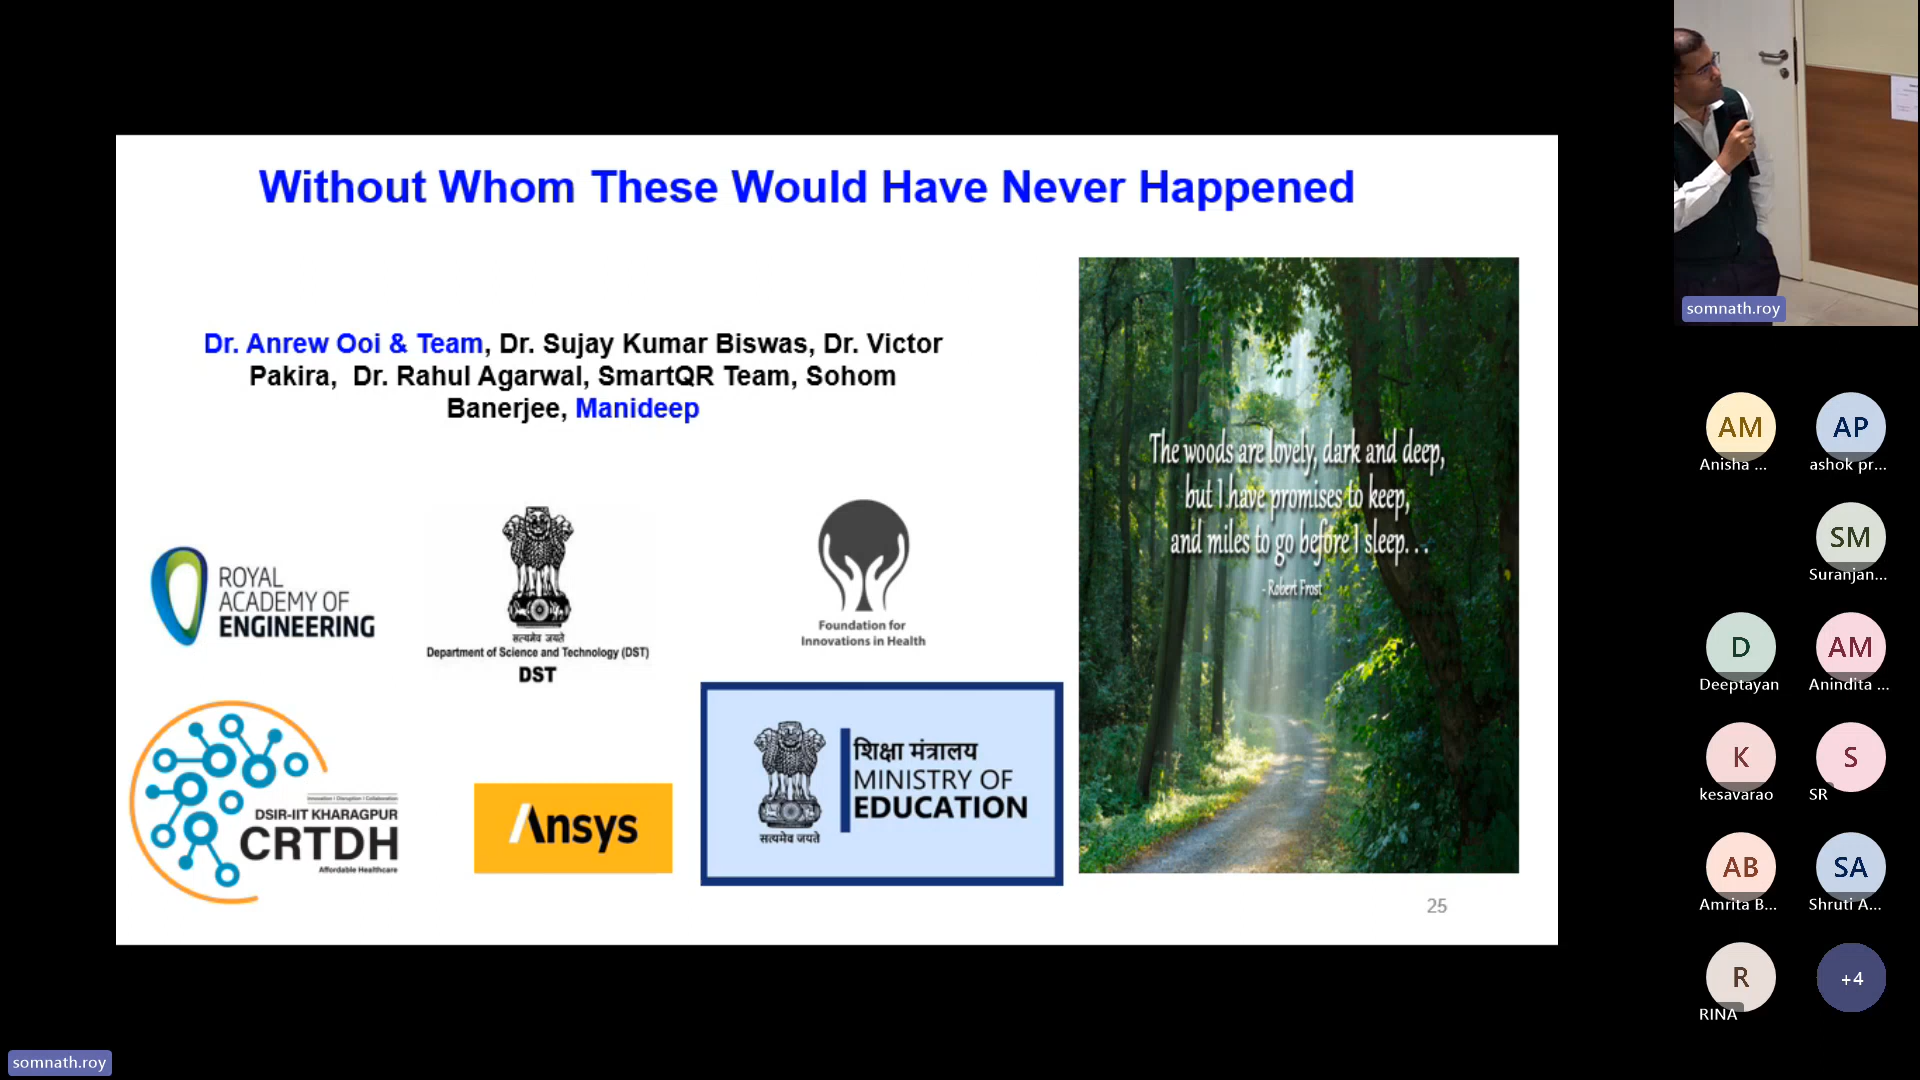 Without Whom These Would Have Never Happened
Dr. Anrew Ooi & Team, Dr. Sujay Kumar Biswas, Dr. Victor
Pakira, Dr. Rahul Agarwal, SmartQR Team, Sohom
Banerjee, Manideep
ROYAL
ACADEMY OF
ENGINEERING
सत्यमेव जयते
Department of Science and Technology (DST)
DST
Foundation for
Innovations in Health
Innovation | Disruption | Collaboration
DSIR-IIT KHARAGPUR
CRTDH
Affordable Healthcare
Ansys
सत्यमेव जयते
शिक्षा मंत्रालय
MINISTRY OF
EDUCATION
The woods are lovely, dark and deep,
but I have promises to keep,
and miles to go before I sleep. . .
- Robert Frost
25
somnath.roy
AM
Anisha ...
AP
ashok pr...
SM
Suranjan...
D
Deeptayan
AM
Anindita ...
K
kesavarao
S
SR
AB
Amrita B...
SA
Shruti A...
R
RINA
+4
somnath.roy